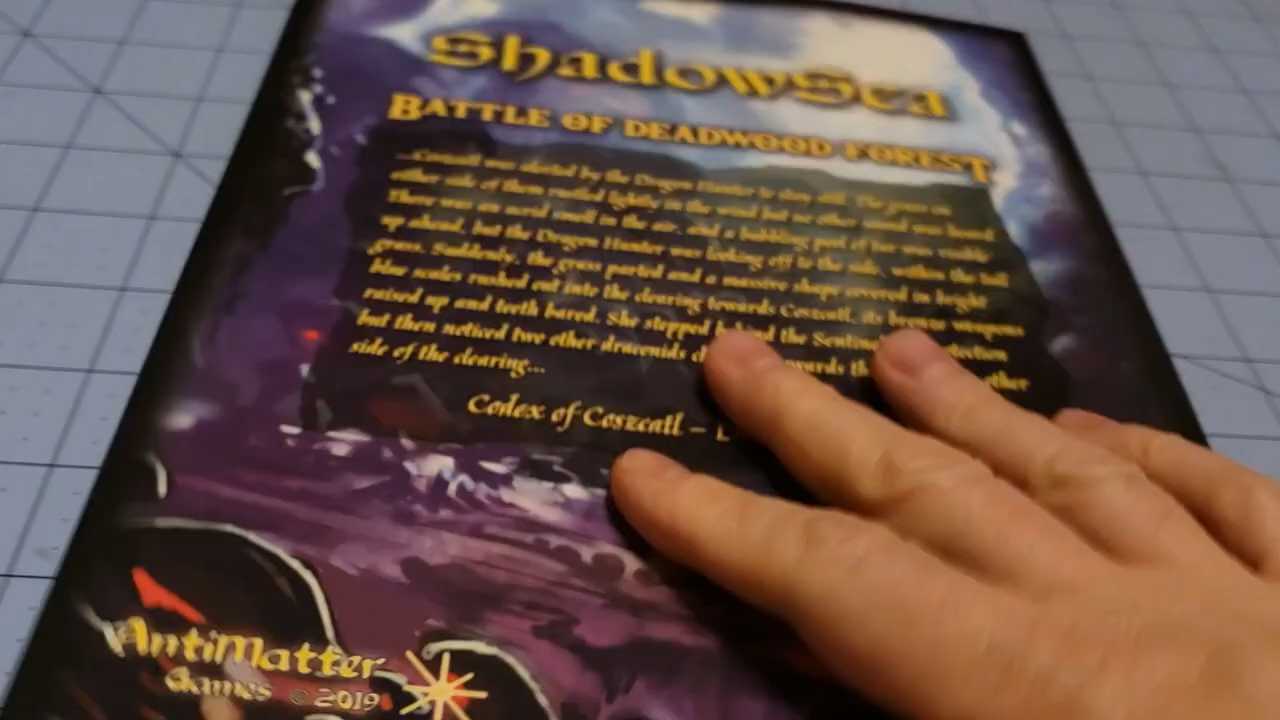 ShadowSea
BATTLE OF DEADWOOD FOREST
...Coszcatl was alerted by the Dragon Hunter to stay still. The grass on
either side of them rustled lightly in the wind but no other sound was heard
There was an acrid smell in the air, and a bubbling pool of was visible
up ahead, but the Dragon Hunter was looking off to the side, within the tall
grass. Suddenly, the grass parted and a massive shape covered in bright
blue scales rushed out into the clearing towards Coszcatl, its bronze weapons
raised up and teeth bared. She stepped behind the
but then noticed two other draconids other
side of the clearing...
Codex of Coszcatl –
AntiMatter
Games © 2019